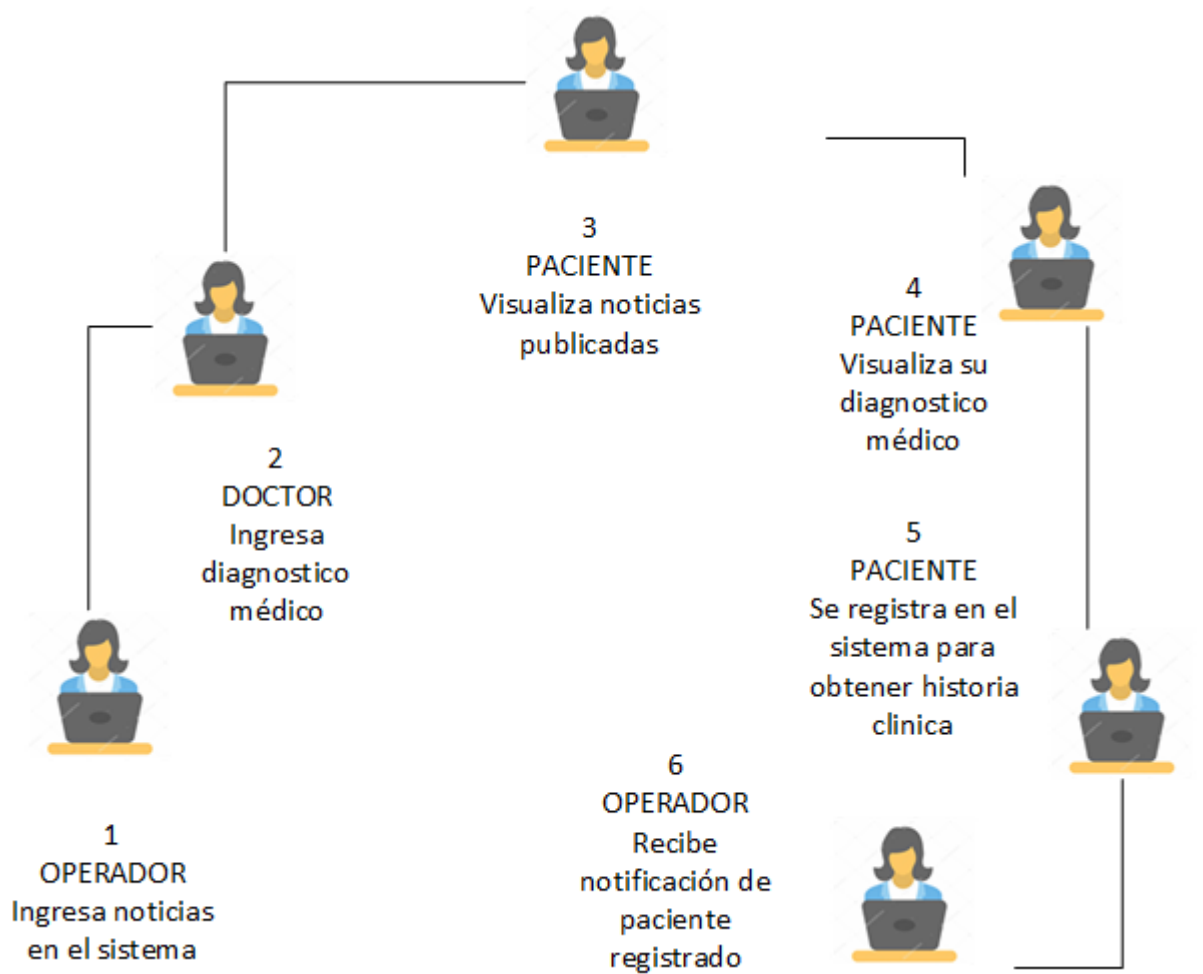 3
PACIENTE
Visualiza noticias
publicadas
4
PACIENTE
Visualiza su
diagnostico
médico
2
DOCTOR
Ingresa
diagnostico
médico
5
PACIENTE
Se registra en el
sistema para
obtener historia
clinica
6
OPERADOR
Recibe
notificación de
paciente
registrado
1
OPERADOR
Ingresa noticias
en el sistema